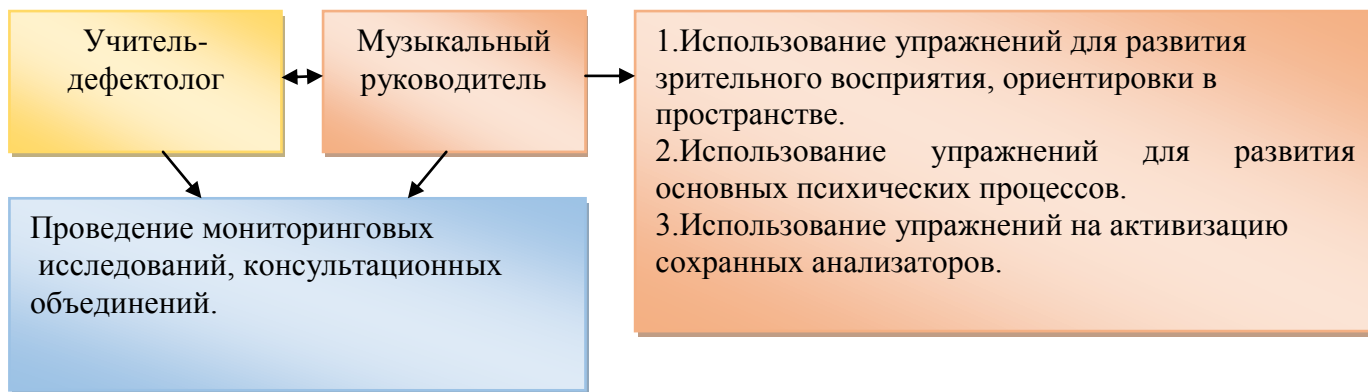 Учитель-
дефектолог
Музыкальный
руководитель
1.Использование упражнений для развития
зрительного восприятия, ориентировки в
пространстве.
2.Использование упражнений для развития
основных психических процессов.
3.Использование упражнений на активизацию
сохранных анализаторов.
Проведение мониторинговых
исследований, консультационных
объединений.